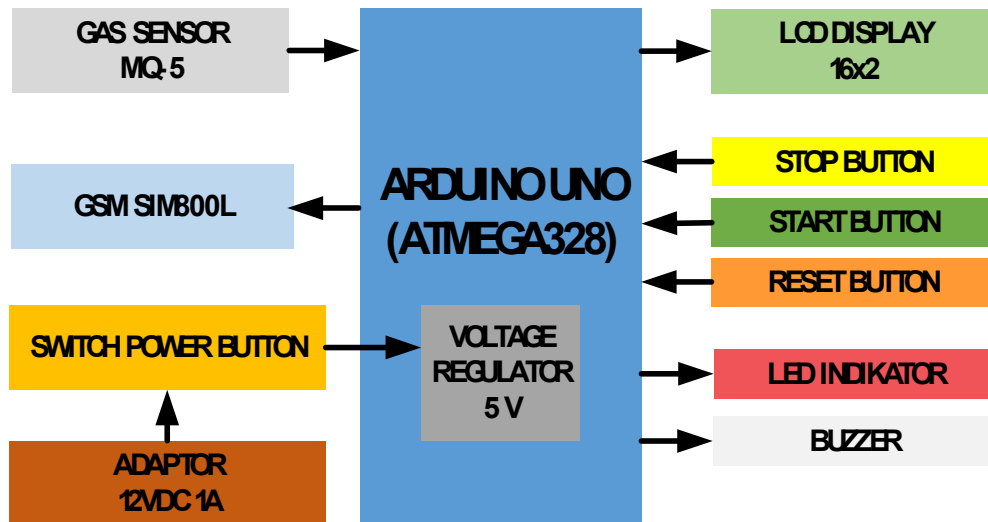 GAS SENSOR
MQ-5
LCD DISPLAY
16x2
STOP BUTTON
ARDUINO UNO
(ATMEGA328)
GSM SIM800L
START BUTTON
RESET BUTTON
SWITCH POWER BUTTON
VOLTAGE
REGULATOR
5 V
LED INDIKATOR
BUZZER
ADAPTOR
12VDC 1A